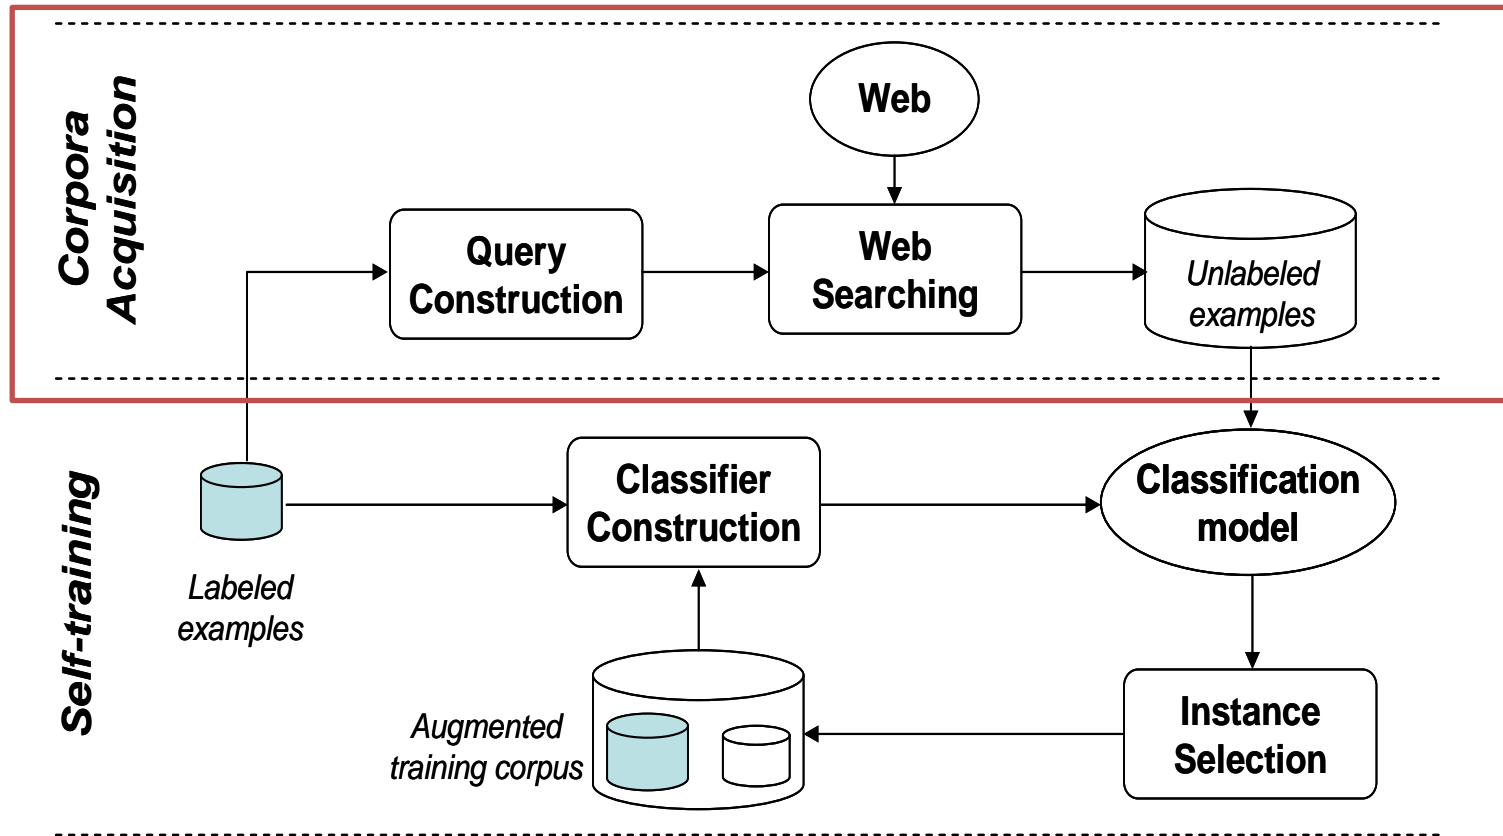 Corpora
Acquisition
Web
Query
Construction
Web
Searching
Unlabeled
examples
Self-training
Labeled
examples
Classifier
Construction
Classification
model
Augmented
training corpus
Instance
Selection